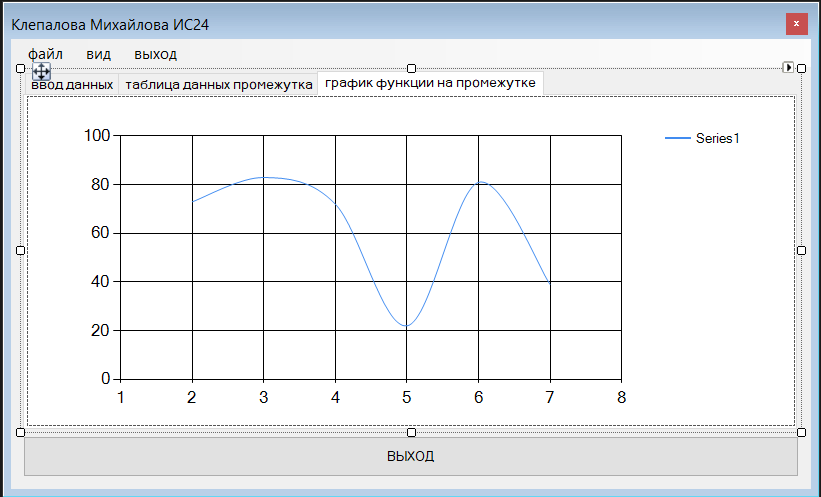 Клепалова Михайлова ИС24
x
файл вид выход
ввод данных таблица данных промежутка график функции на промежутке
100
80
60
40
20
0
1 2 3 4 5 6 7 8
Series1
ВЫХОД